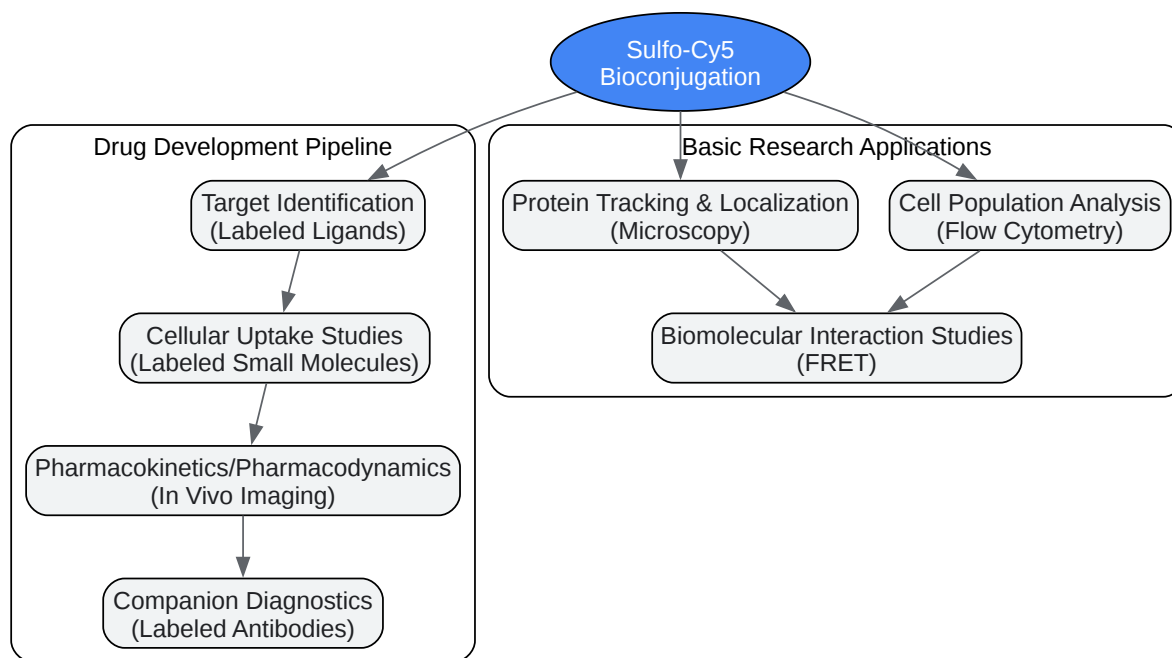 Sulfo-Cy5
Bioconjugation
Drug Development Pipeline
Target Identification
(Labeled Ligands)
Cellular Uptake Studies
(Labeled Small Molecules)
Pharmacokinetics/Pharmacodynamics
(In Vivo Imaging)
Companion Diagnostics
(Labeled Antibodies)
Basic Research Applications
Protein Tracking & Localization
(Microscopy)
Cell Population Analysis
(Flow Cytometry)
Biomolecular Interaction Studies
(FRET)